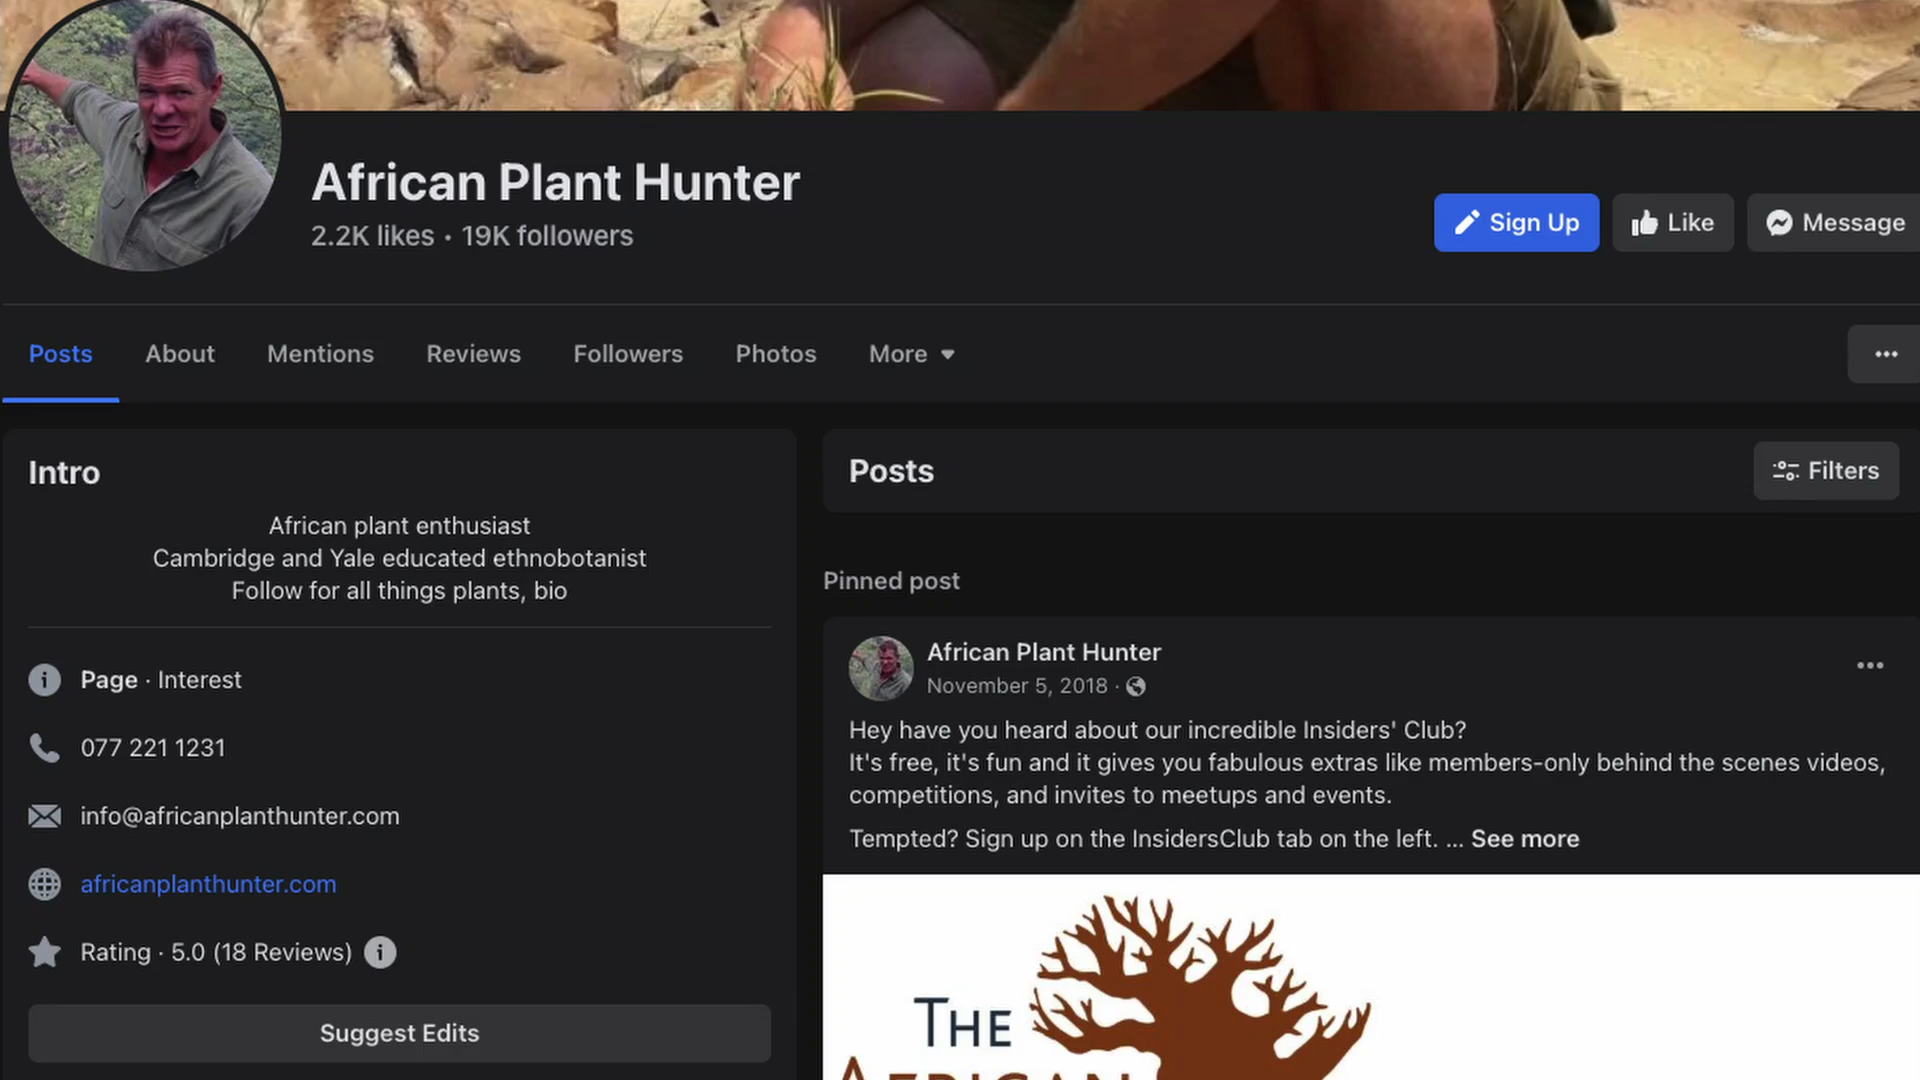 African Plant Hunter
2.2K likes · 19K followers
Sign Up
Like
Message
Posts
About
Mentions
Reviews
Followers
Photos
More
Intro
African plant enthusiast
Cambridge and Yale educated ethnobotanist
Follow for all things plants, bio
Page · Interest
077 221 1231
info@africanplanthunter.com
africanplanthunter.com
Rating · 5.0 (18 Reviews)
Suggest Edits
Posts
Filters
Pinned post
African Plant Hunter
November 5, 2018 ·
Hey have you heard about our incredible Insiders' Club?
It's free, it's fun and it gives you fabulous extras like members-only behind the scenes videos,
competitions, and invites to meetups and events.
Tempted? Sign up on the InsidersClub tab on the left. ... See more
THE
AFRICAN